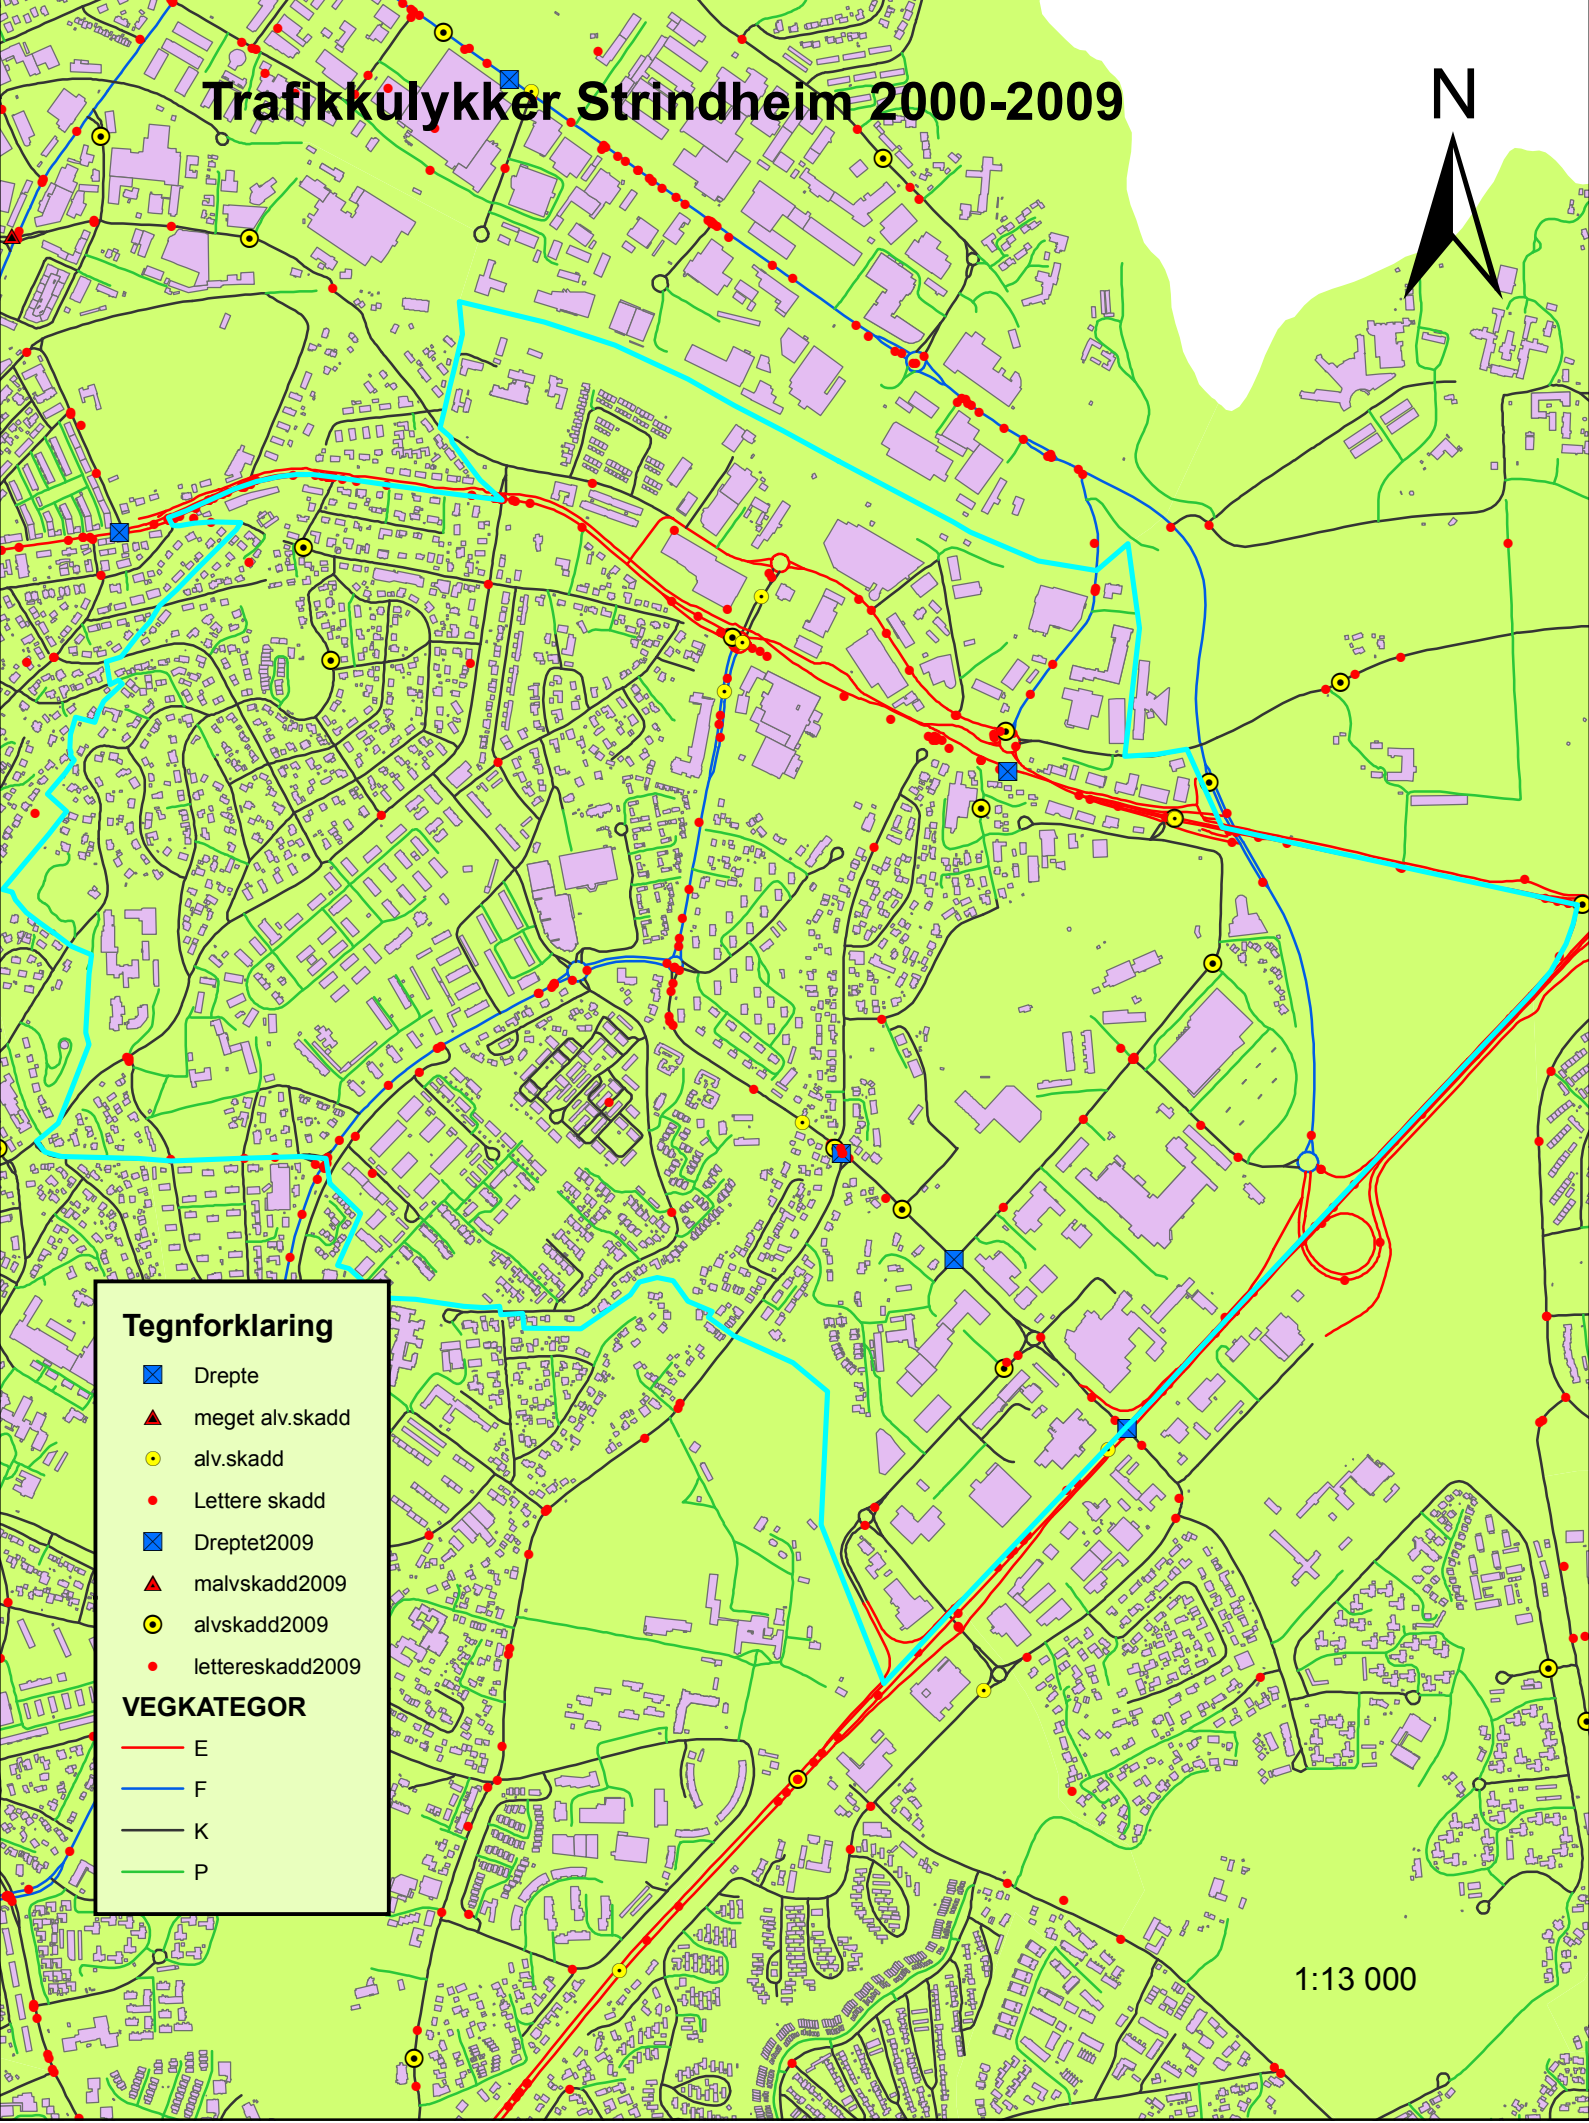 Trafikkulykker Strindheim 2000-2009
N
Tegnforklaring
Drepte
meget alv.skadd
alv.skadd
Lettere skadd
Dreptet2009
malvskadd2009
alvskadd2009
lettereskadd2009
VEGKATEGOR
E
F
K
P
1:13 000